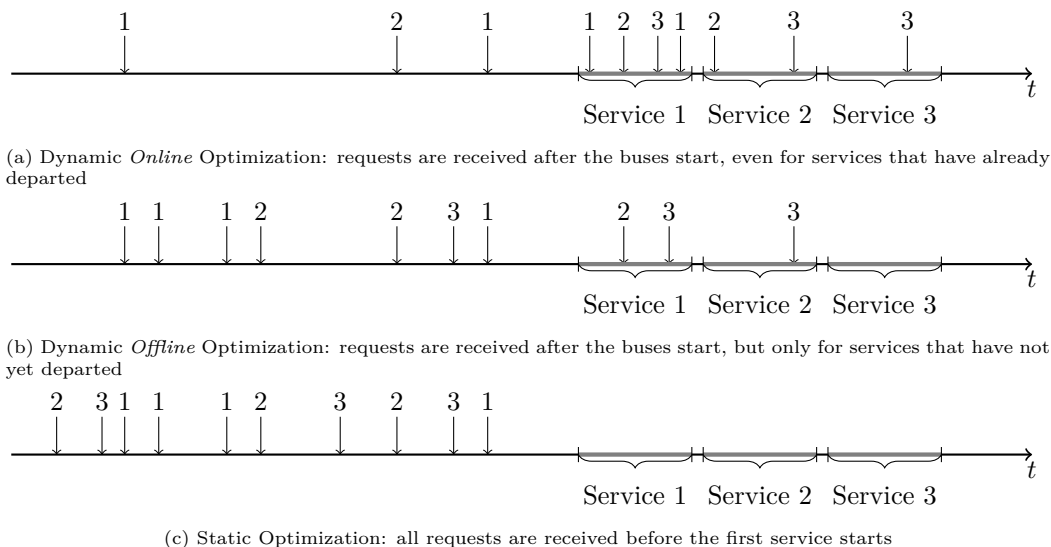 1 2 1 1 2 3 1 2 3 3
t
Service 1 Service 2 Service 3
(a) Dynamic Online Optimization: requests are received after the buses start, even for services that have already
departed
1 1 1 2 2 3 1 2 3 3
t
Service 1 Service 2 Service 3
(b) Dynamic Offline Optimization: requests are received after the buses start, but only for services that have not
yet departed
2 3 1 1 1 2 3 2 3 1
t
Service 1 Service 2 Service 3
(c) Static Optimization: all requests are received before the first service starts